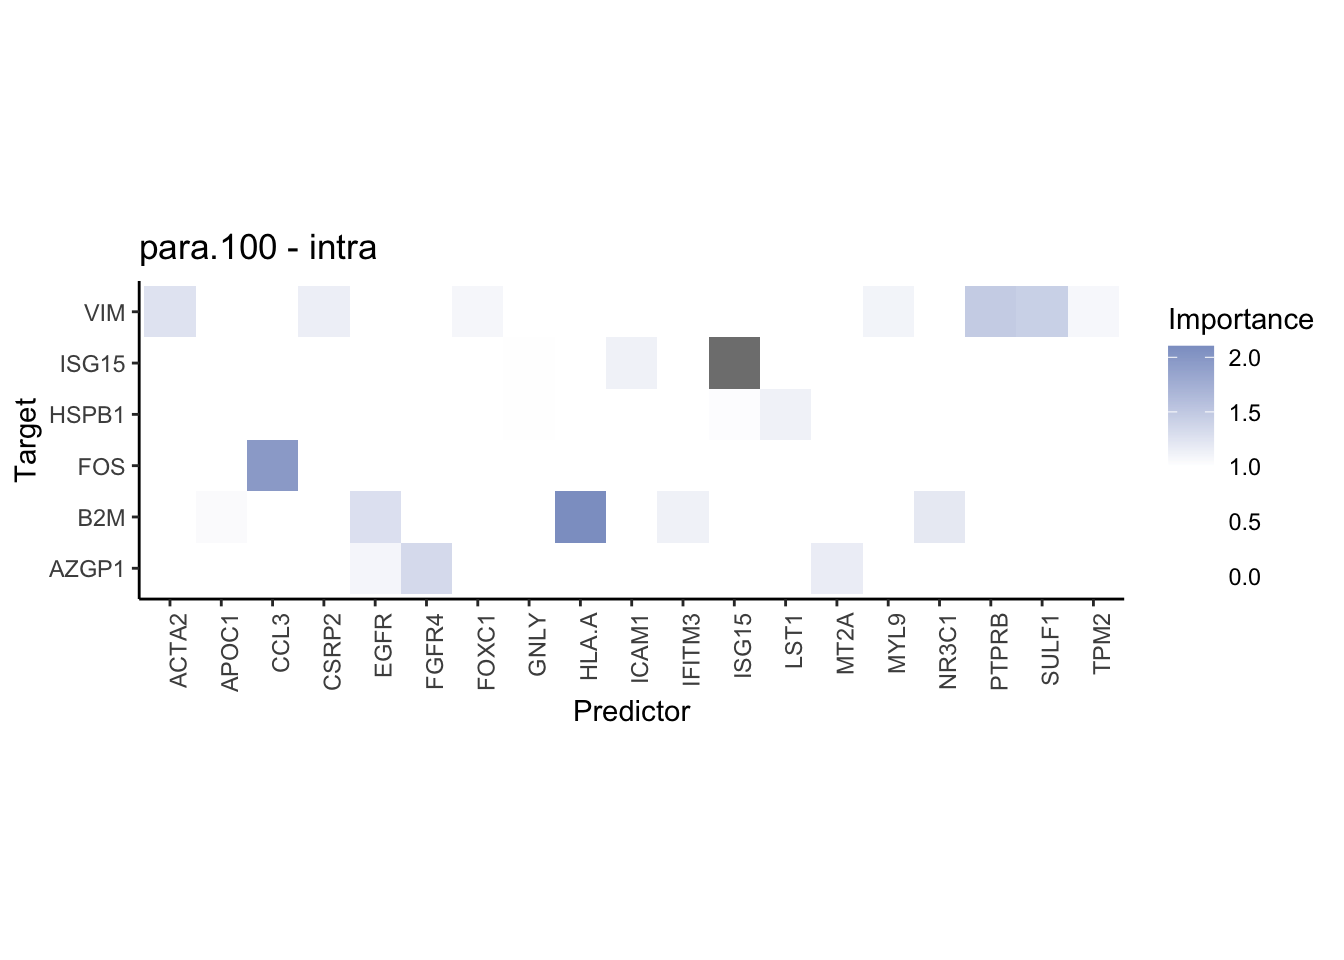 para.100 - intra
VIM
ISG15
HSPB1
FOS
B2M
AZGP1
Target
ACTA2
APOC1
CCL3
CSRP2
EGFR
FGFR4
FOXC1
GNLY
HLA.A
ICAM1
IFITM3
ISG15
LST1
MT2A
MYL9
NR3C1
PTPRB
SULF1
TPM2
Predictor
Importance
2.0
1.5
1.0
0.5
0.0